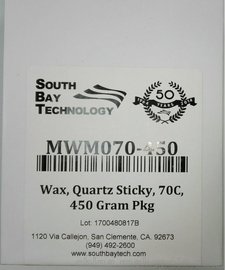 SOUTH
BAY
TECHNOLOGY
50
YEARS
MWM070-450
Wax, Quartz Sticky, 70C,
450 Gram Pkg
Lot: 1700480817B
1120 Via Callejon, San Clemente, CA. 92673
(949) 492-2600
www.southbaytech.com